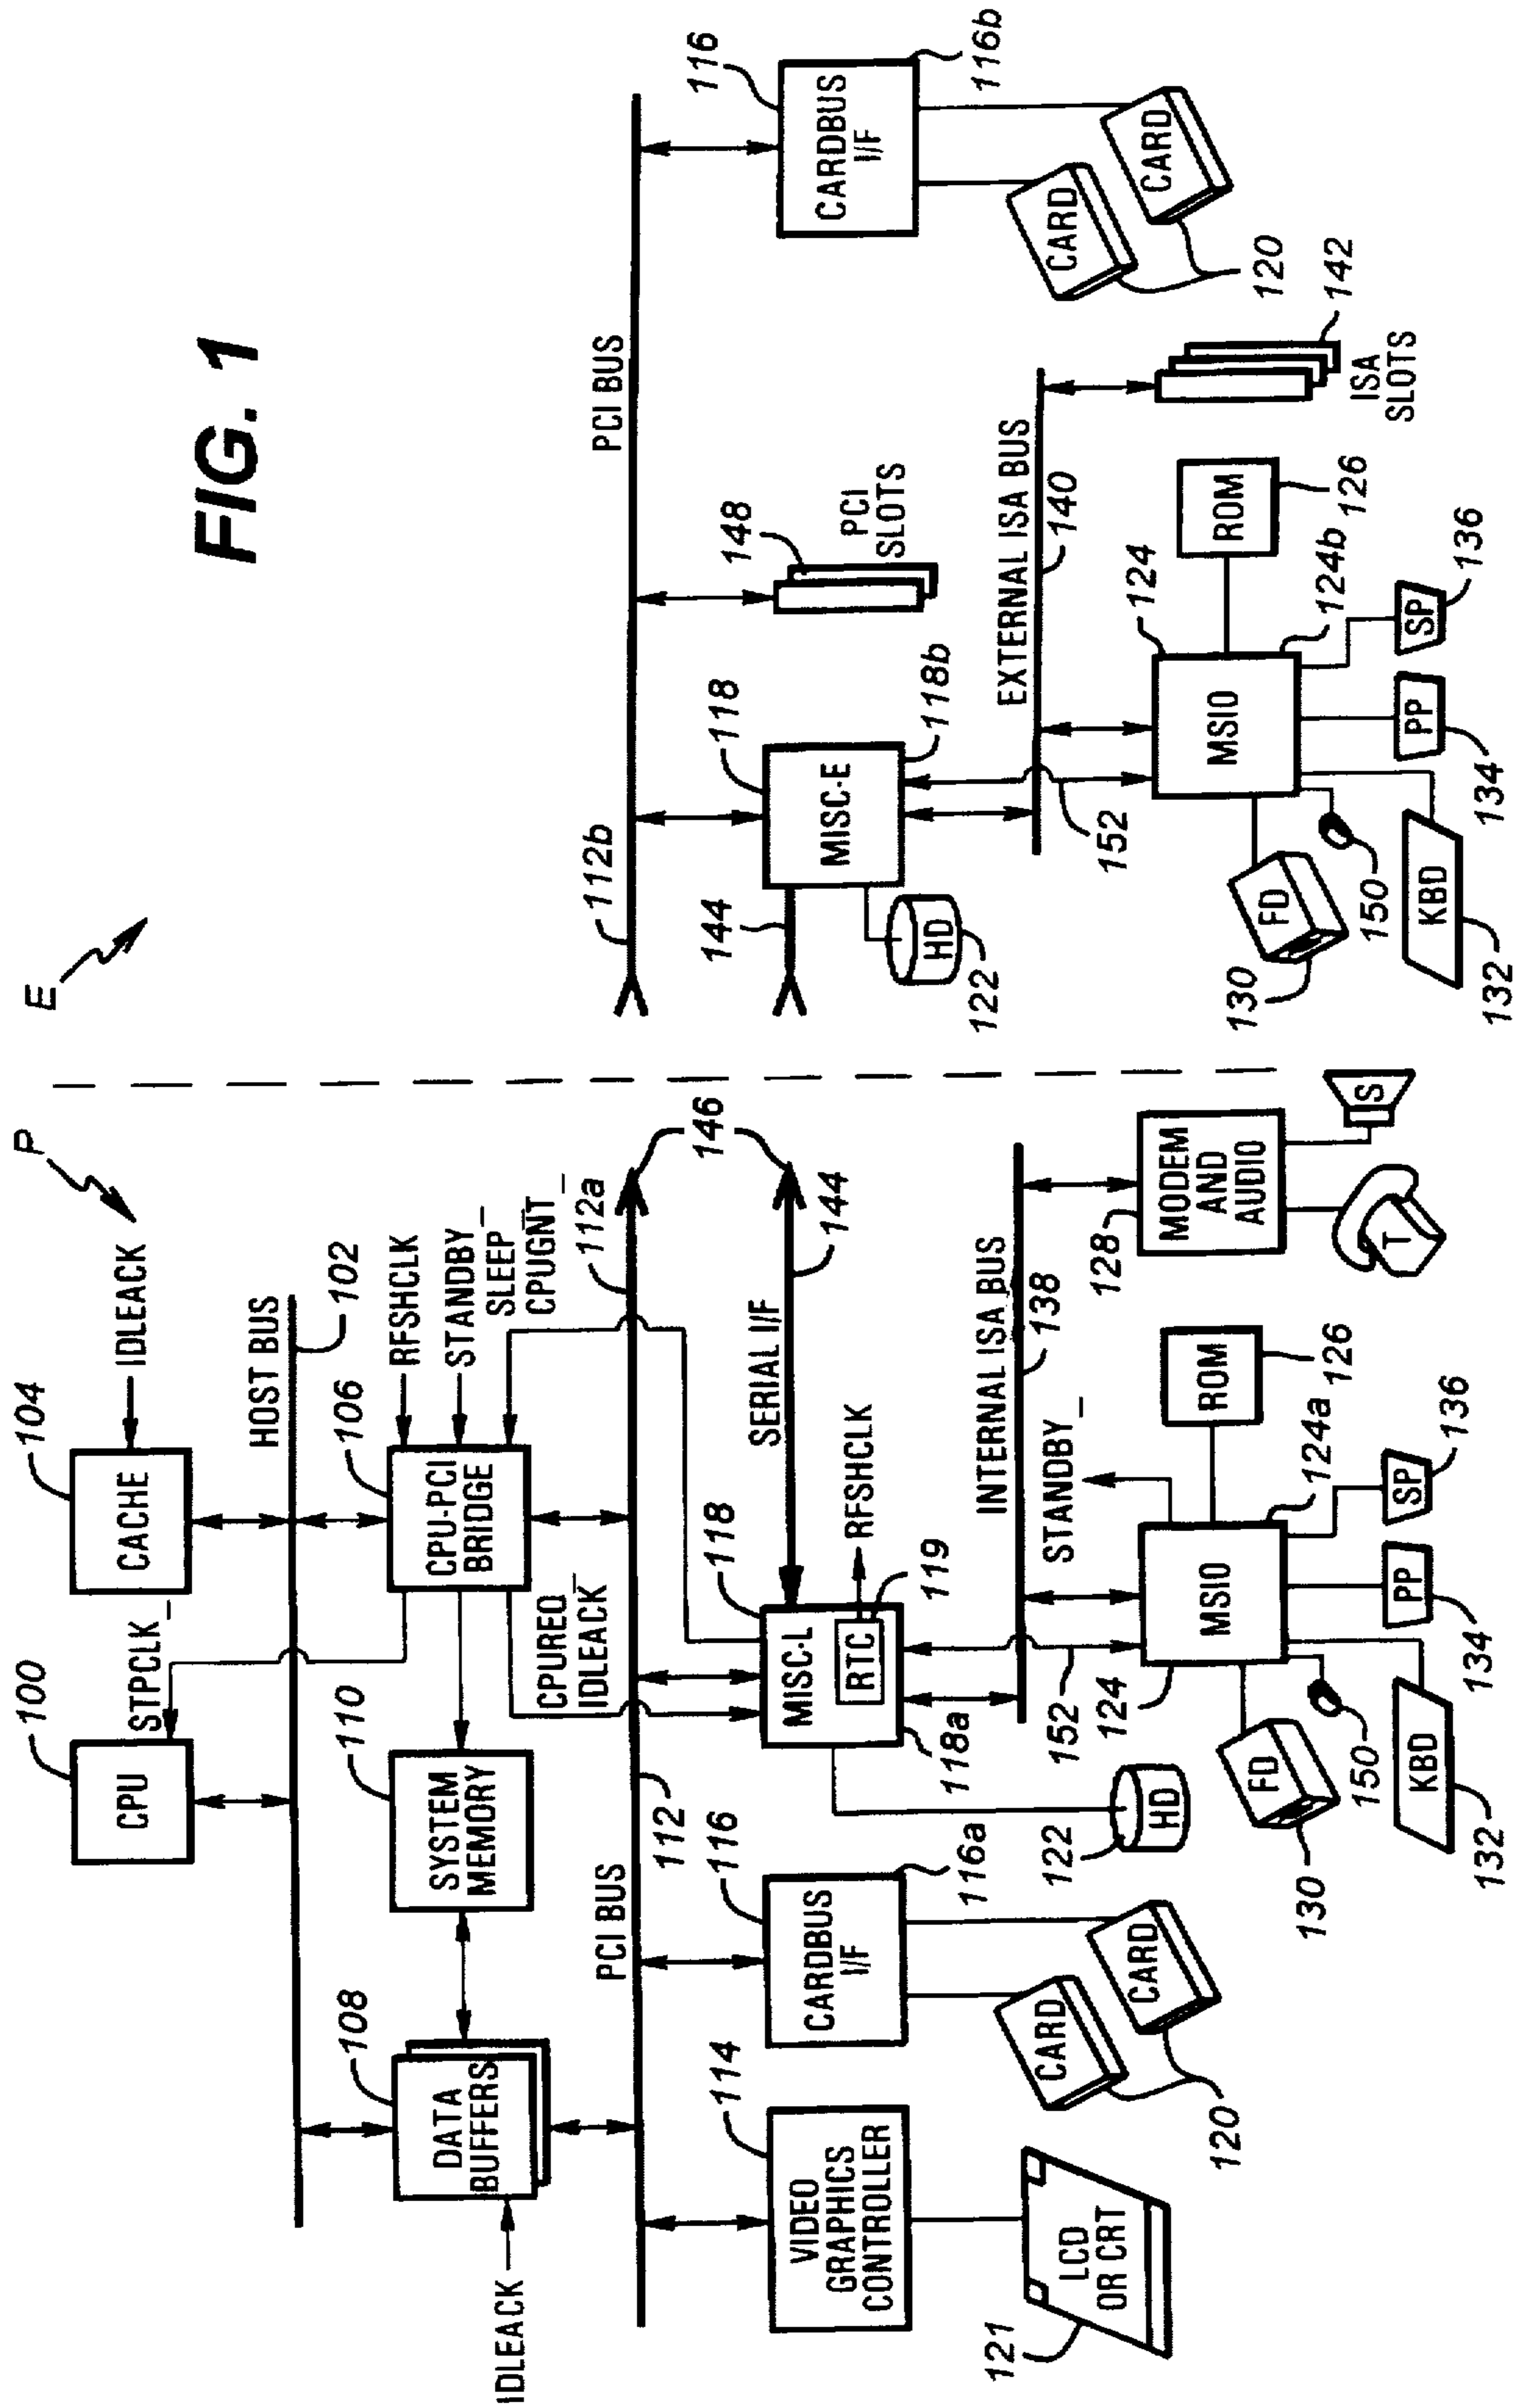 FIG. 1
P
E
104
IDLEACK
CACHE
100
STPCLK_
CPU
HOST BUS
102
106
RFSHCLK
STANDBY_
SLEEP_
CPUGNT_
CPU-PCI
BRIDGE
110
SYSTEM
MEMORY
108
DATA
BUFFERS
IDLEACK
CPUREQ_
IDLEACK
112a
146
PCI BUS
112
114
VIDEO
GRAPHICS
CONTROLLER
116
CARDBUS
I/F
116a
118
MISC-L
RTC
119
118a
RFSHCLK
SERIAL I/F
144
121
LCD
OR CRT
CARD
CARD
120
122
HD
INTERNAL ISA BUS
138
STANDBY_
152
124
MSIO
124a
ROM
126
128
MODEM
AND
AUDIO
T
S
FD
130
150
KBD
132
PP
134
SP
136
112b
PCI BUS
144
118
MISC-E
118b
HD
122
148
PCI
SLOTS
116
CARDBUS
I/F
116b
CARD
CARD
120
EXTERNAL ISA BUS
140
152
124
MSIO
124b
ROM
126
142
ISA
SLOTS
FD
130
150
KBD
132
PP
134
SP
136